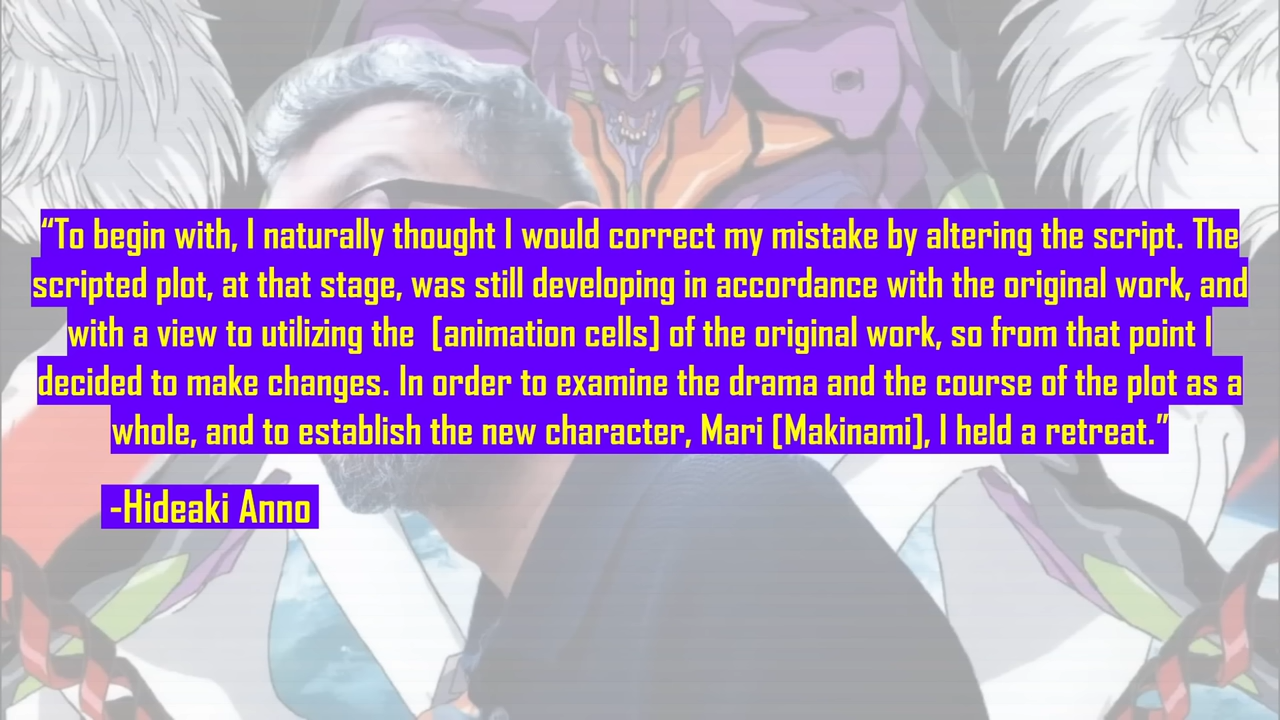 “To begin with, I naturally thought I would correct my mistake by altering the script. The
scripted plot, at that stage, was still developing in accordance with the original work, and
with a view to utilizing the  [animation cells] of the original work, so from that point I
decided to make changes. In order to examine the drama and the course of the plot as a
whole, and to establish the new character, Mari [Makinami], I held a retreat.”
-Hideaki Anno